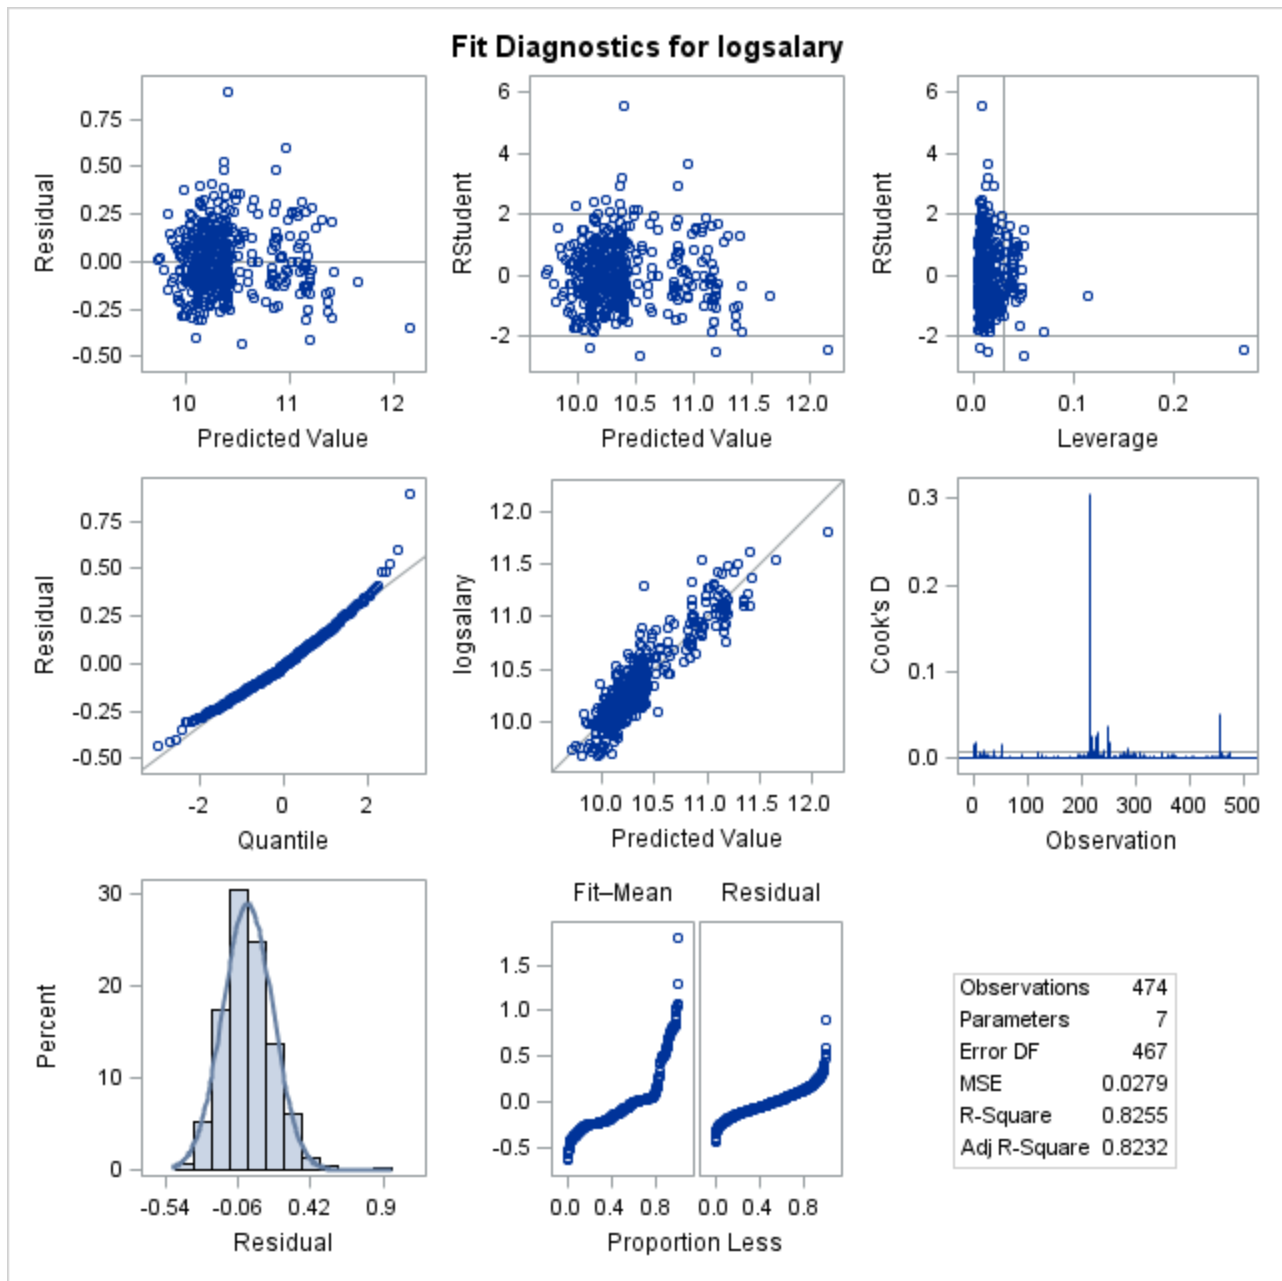 Fit Diagnostics for logsalary
0.75
0.50
0.25
0.00
-0.25
-0.50
Residual
10 11 12
Predicted Value
6
4
2
0
-2
RStudent
10.0 10.5 11.0 11.5 12.0
Predicted Value
6
4
2
0
-2
RStudent
0.0 0.1 0.2
Leverage
0.75
0.50
0.25
0.00
-0.25
-0.50
Residual
-2 0 2
Quantile
12.0
11.5
11.0
10.5
10.0
logsalary
10.0 10.5 11.0 11.5 12.0
Predicted Value
0.3
0.2
0.1
0.0
Cook's D
0 100 200 300 400 500
Observation
30
20
10
0
Percent
-0.54 -0.06 0.42 0.9
Residual
Fit–Mean Residual
1.5
1.0
0.5
0.0
-0.5
0.0 0.4 0.8 0.0 0.4 0.8
Proportion Less
Observations 474
Parameters 7
Error DF 467
MSE 0.0279
R-Square 0.8255
Adj R-Square 0.8232